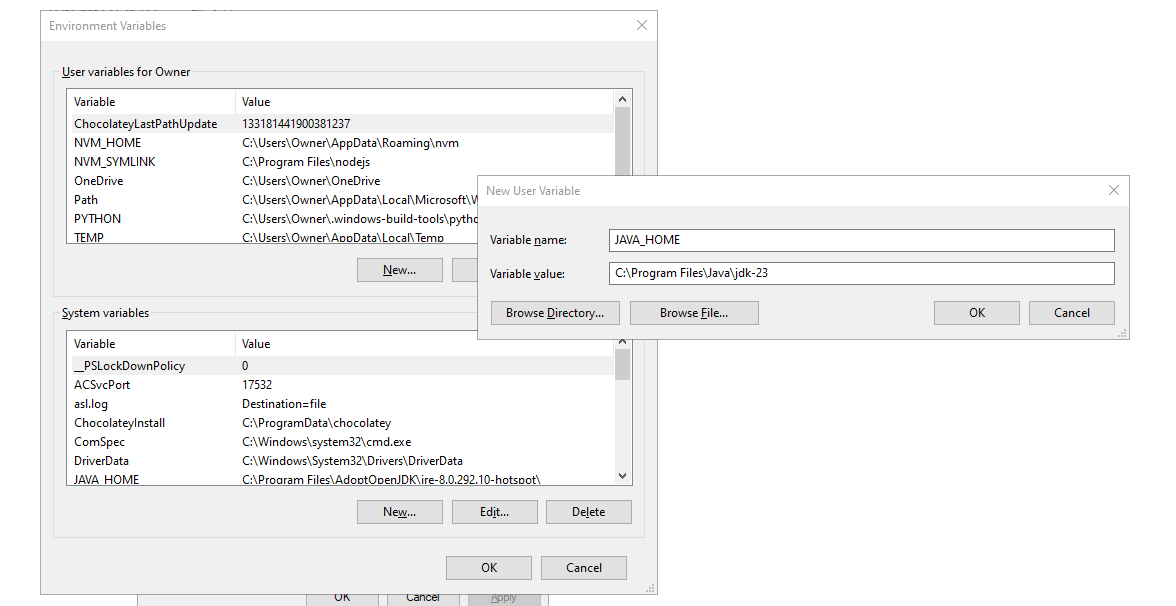 Environment Variables
User variables for Owner
Variable Value
ChocolateyLastPathUpdate 133181441900381237
NVM_HOME C:\Users\Owner\AppData\Roaming\nvm
NVM_SYMLINK C:\Program Files\nodejs
OneDrive C:\Users\Owner\OneDrive
Path C:\Users\Owner\AppData\Local\Microsoft\W
PYTHON C:\Users\Owner\.windows-build-tools\pytho
TEMP C:\Users\Owner\AppData\Local\Temp
New...
New User Variable
Variable name: JAVA_HOME
Variable value: C:\Program Files\Java\jdk-23
Browse Directory... Browse File... OK Cancel
System variables
Variable Value
__PSLockDownPolicy 0
ACSvcPort 17532
asl.log Destination=file
ChocolateyInstall C:\ProgramData\chocolatey
ComSpec C:\Windows\system32\cmd.exe
DriverData C:\Windows\System32\Drivers\DriverData
JAVA_HOME C:\Program Files\AdoptOpenJDK\jre-8.0.292.10-hotspot\
New... Edit... Delete
OK Cancel
OK Cancel Apply